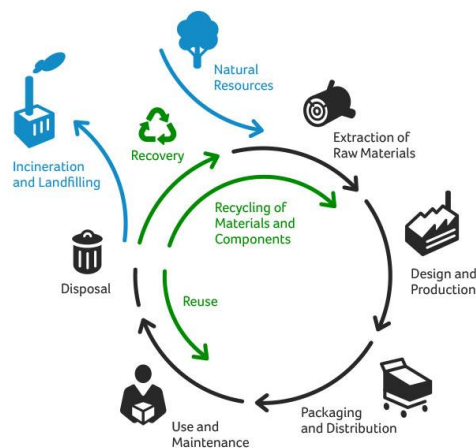 Natural
Resources
Extraction of
Raw Materials
Recovery
Incineration
and Landfilling
Recycling of
Materials and
Components
Design and
Production
Disposal
Reuse
Use and
Maintenance
Packaging
and Distribution